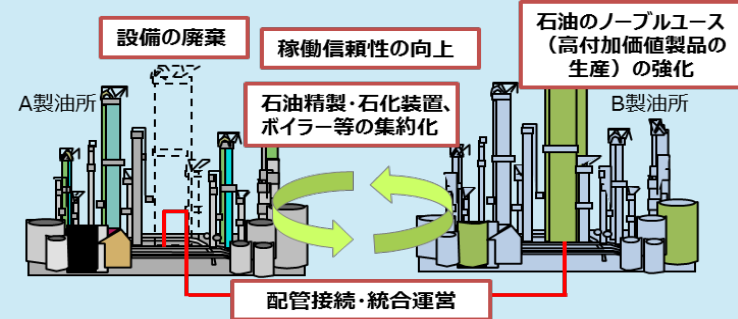 設備の廃棄
稼働信頼性の向上
石油のノーブルユース
（高付加価値製品の
生産）の強化
A製油所
石油精製・石化装置、
ボイラー等の集約化
B製油所
配管接続・統合運営